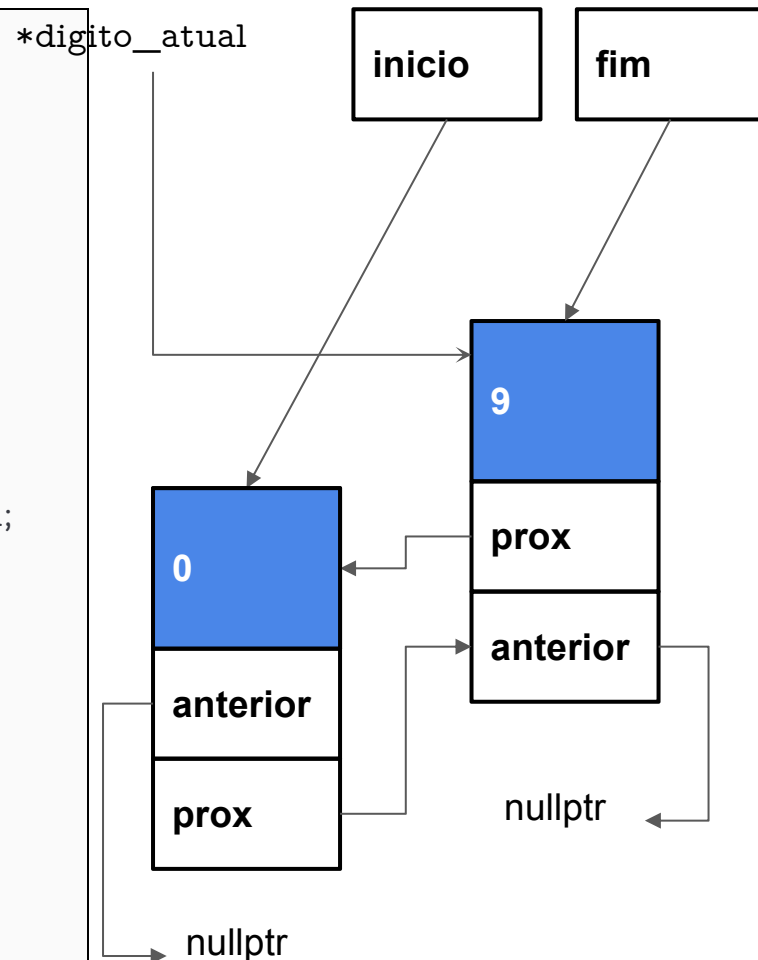 *digito_atual
inicio
fim
9
prox
anterior
;
0
anterior
prox
nullptr
nullptr